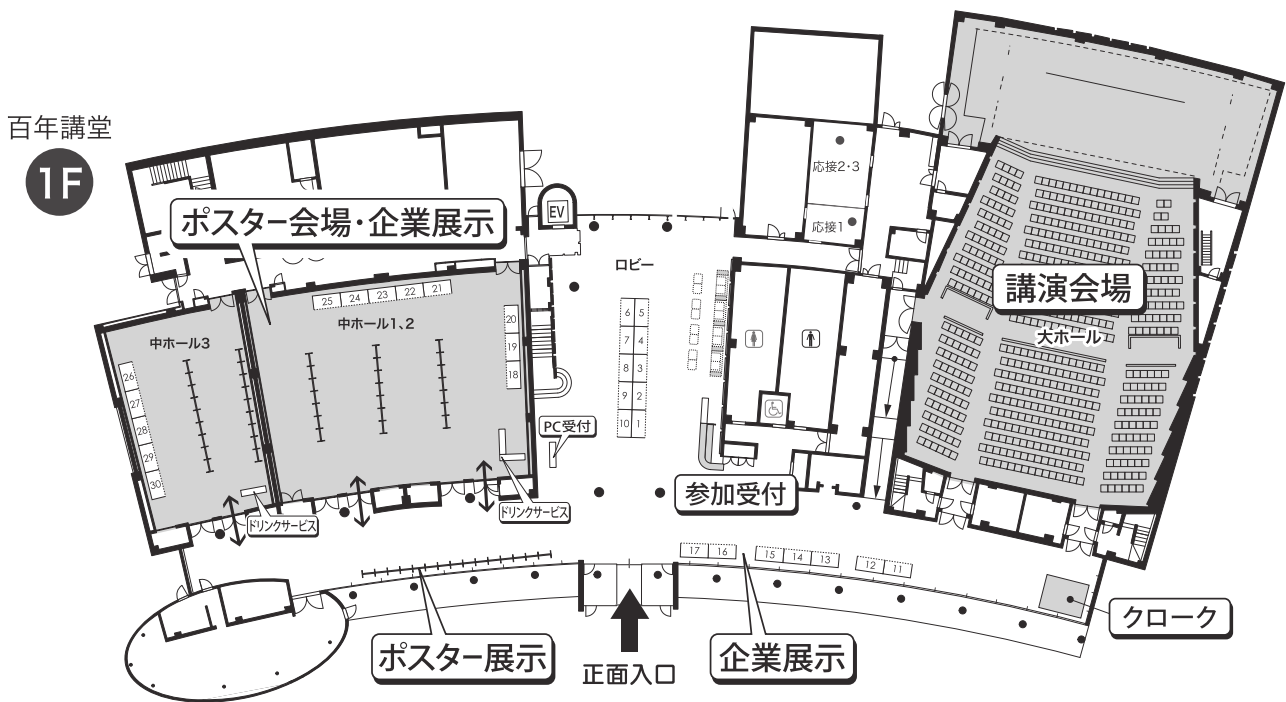 百年講堂
1F
ポスター会場・企業展示
EV
応接2・3
応接1
ロビー
講演会場
大ホール
中ホール1、2
中ホール3
25 24 23 22 21
20
19
18
26
27
28
29
30
6 5
7 4
8 3
9 2
10 1
PC受付
参加受付
ドリンクサービス
ドリンクサービス
17 16
15 14 13
12 11
クローク
ポスター展示
正面入口
企業展示